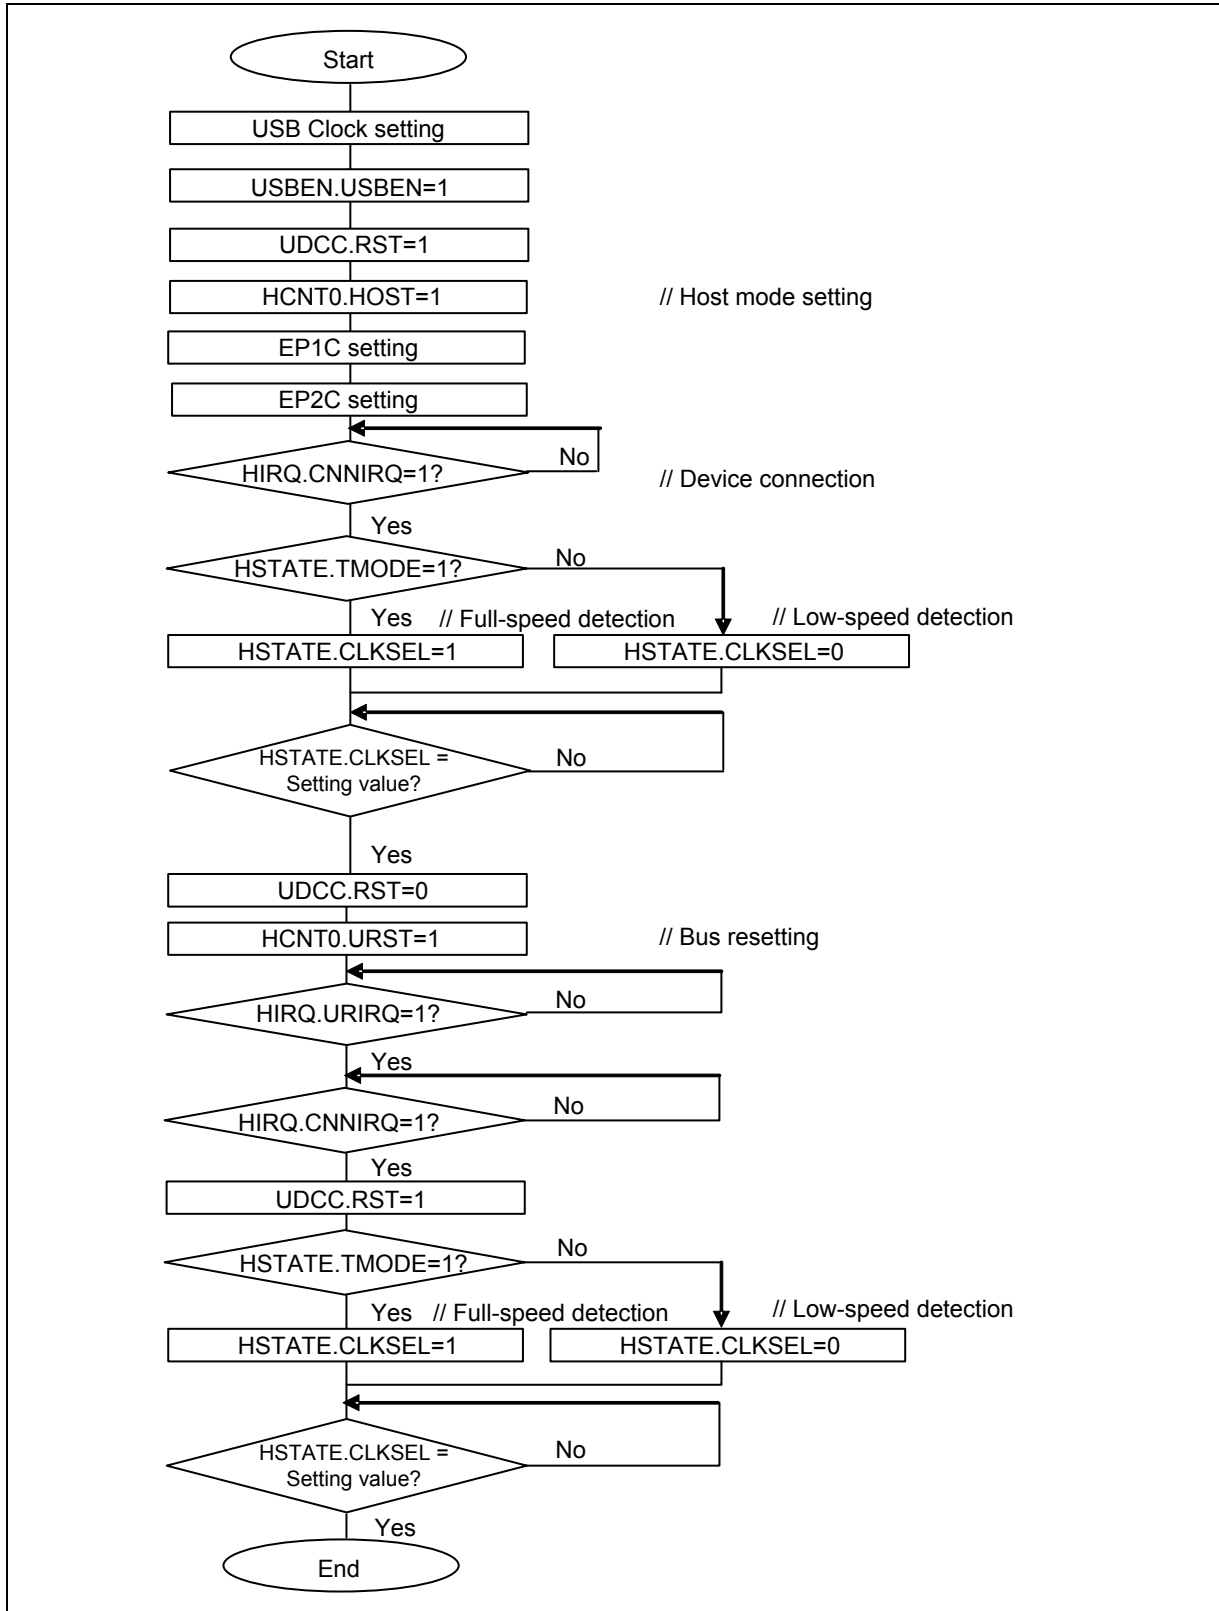 Start
USB Clock setting
USBEN.USBEN=1
UDCC.RST=1
HCNT0.HOST=1 // Host mode setting
EP1C setting
EP2C setting
No
HIRQ.CNNIRQ=1?
// Device connection
Yes
No
HSTATE.TMODE=1?
Yes // Full-speed detection // Low-speed detection
HSTATE.CLKSEL=1 HSTATE.CLKSEL=0
HSTATE.CLKSEL = No
Setting value?
Yes
UDCC.RST=0
HCNT0.URST=1 // Bus resetting
No
HIRQ.URIRQ=1?
Yes
No
HIRQ.CNNIRQ=1?
Yes
UDCC.RST=1
No
HSTATE.TMODE=1?
Yes // Full-speed detection // Low-speed detection
HSTATE.CLKSEL=1 HSTATE.CLKSEL=0
HSTATE.CLKSEL = No
Setting value?
Yes
End